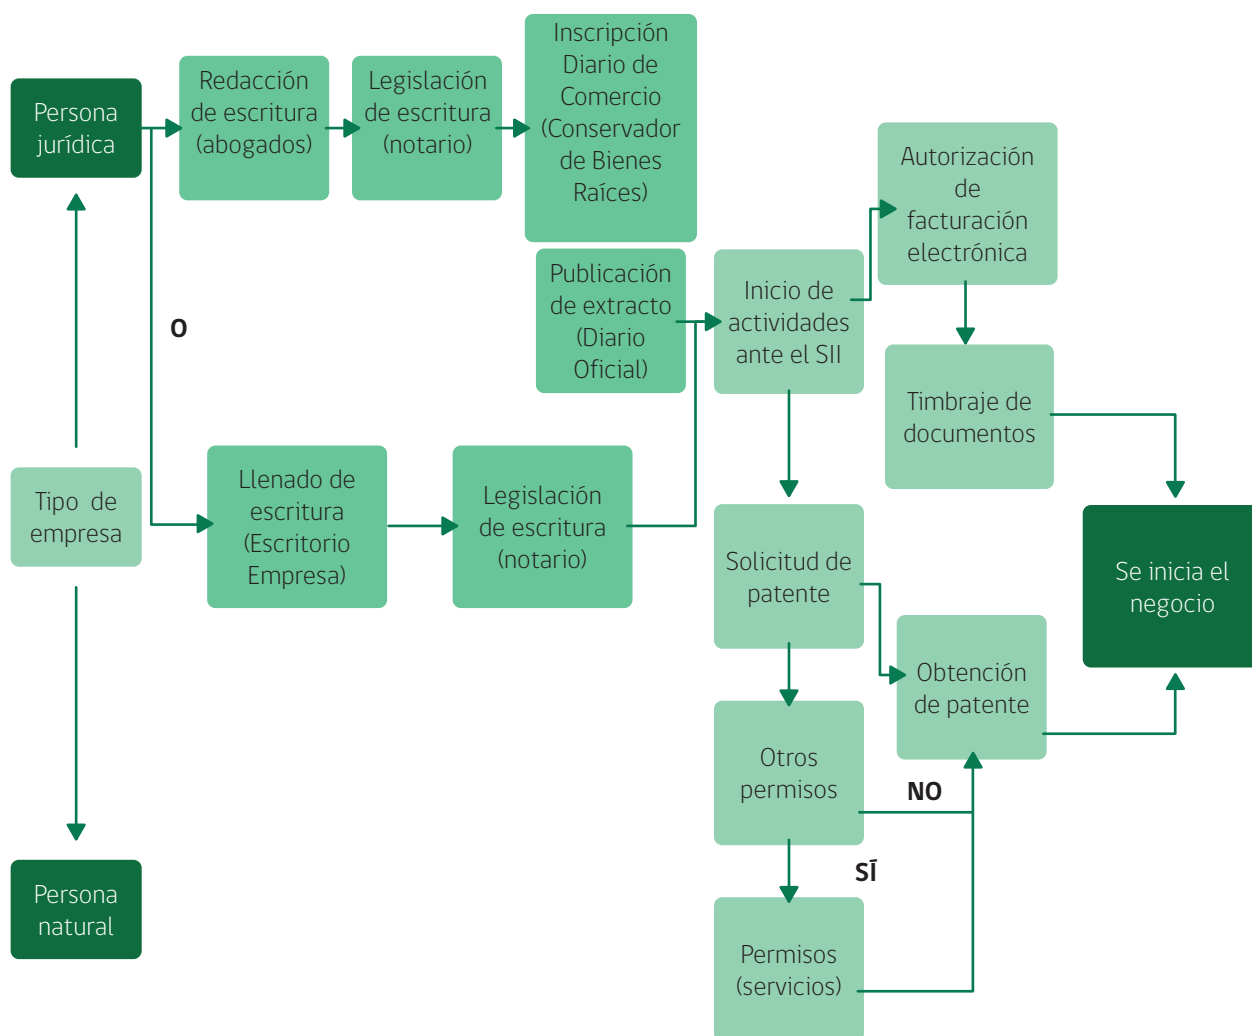 Persona
jurídica
Redacción
de escritura
(abogados)
Legislación
de escritura
(notario)
Inscripción
Diario de
Comercio
(Conservador
de Bienes
Raíces)
Publicación
de extracto
(Diario
Oficial)
O
Tipo de
empresa
Llenado de
escritura
(Escritorio
Empresa)
Legislación
de escritura
(notario)
Persona
natural
Inicio de
actividades
ante el SII
Autorización
de
facturación
electrónica
Timbraje de
documentos
Solicitud de
patente
Obtención
de patente
Otros
permisos
NO
SÍ
Permisos
(servicios)
Se inicia el
negocio